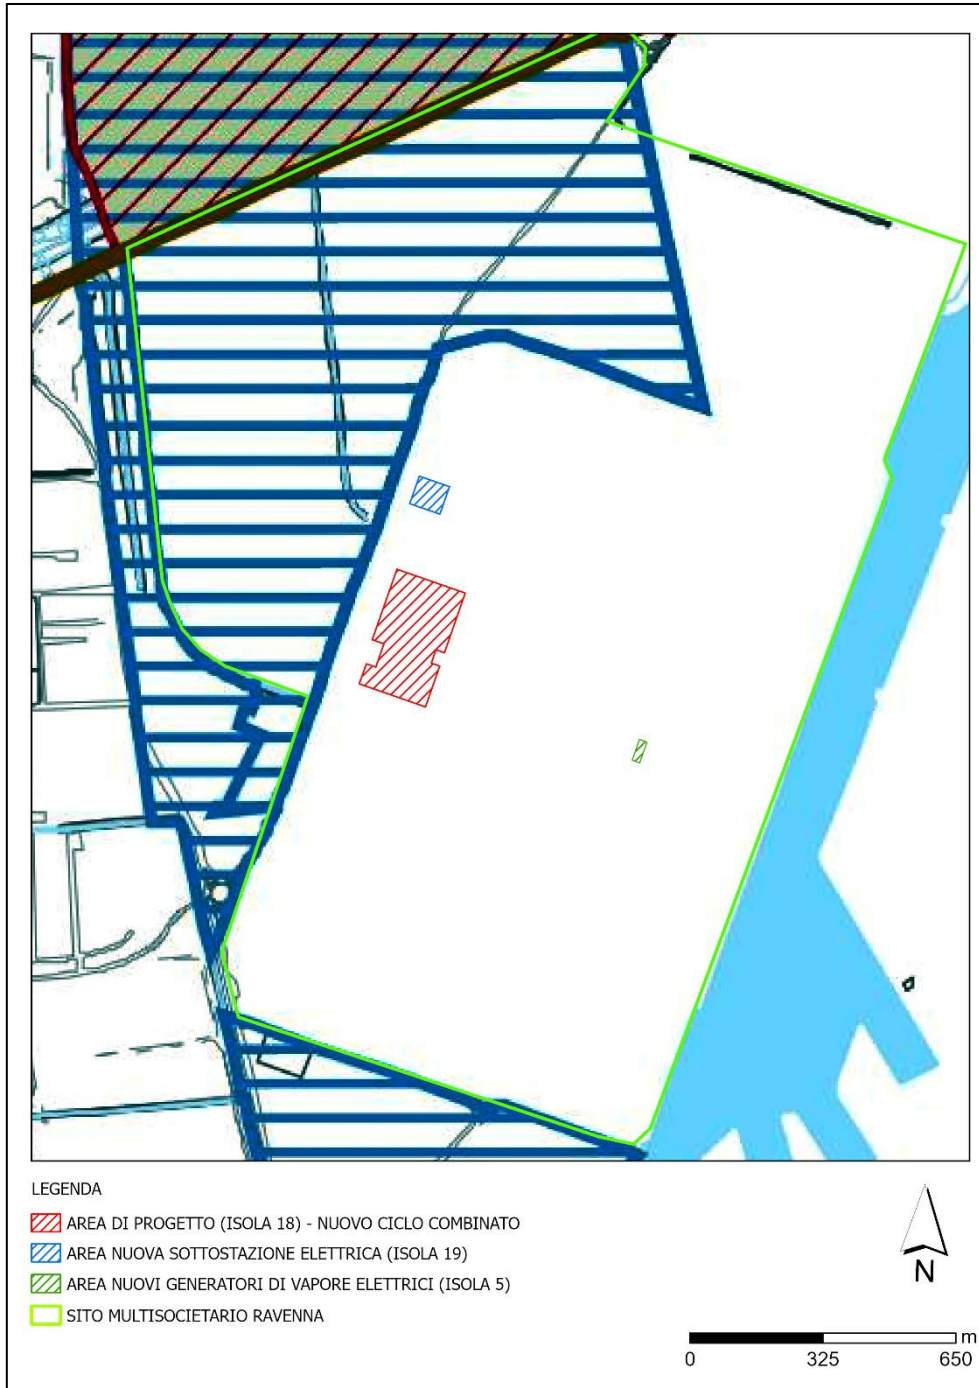 LEGENDA
AREA DI PROGETTO (ISOLA 18) - NUOVO CICLO COMBINATO
AREA NUOVA SOTTOSTAZIONE ELETTRICA (ISOLA 19)
AREA NUOVI GENERATORI DI VAPORE ELETTRICI (ISOLA 5)
SITO MULTISOCIETARIO RAVENNA
N
m
0 325 650